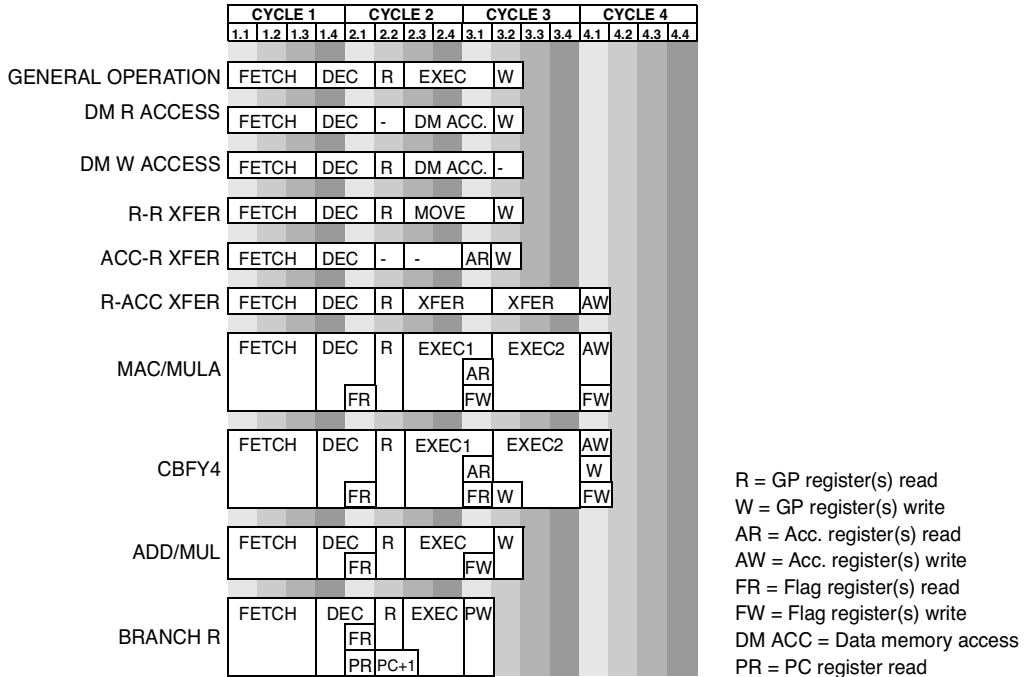 CYCLE 1 CYCLE 2 CYCLE 3 CYCLE 4
1.1 1.2 1.3 1.4 2.1 2.2 2.3 2.4 3.1 3.2 3.3 3.4 4.1 4.2 4.3 4.4
GENERAL OPERATION FETCH DEC R EXEC W
DM R ACCESS FETCH DEC - DM ACC. W
DM W ACCESS FETCH DEC R DM ACC. -
R-R XFER FETCH DEC R MOVE W
ACC-R XFER FETCH DEC - - AR W
R-ACC XFER FETCH DEC R XFER XFER AW
FETCH DEC R EXEC1 EXEC2 AW
MAC/MULA AR
FR FW FW
FETCH DEC R EXEC1 EXEC2 AW
CBFY4 AR W
FR FR W FW
ADD/MUL FETCH DEC R EXEC W
FR FW
FETCH DEC R EXEC PW
BRANCH R FR
PR PC+1
R = GP register(s) read
W = GP register(s) write
AR = Acc. register(s) read
AW = Acc. register(s) write
FR = Flag register(s) read
FW = Flag register(s) write
DM ACC = Data memory access
PR = PC register read